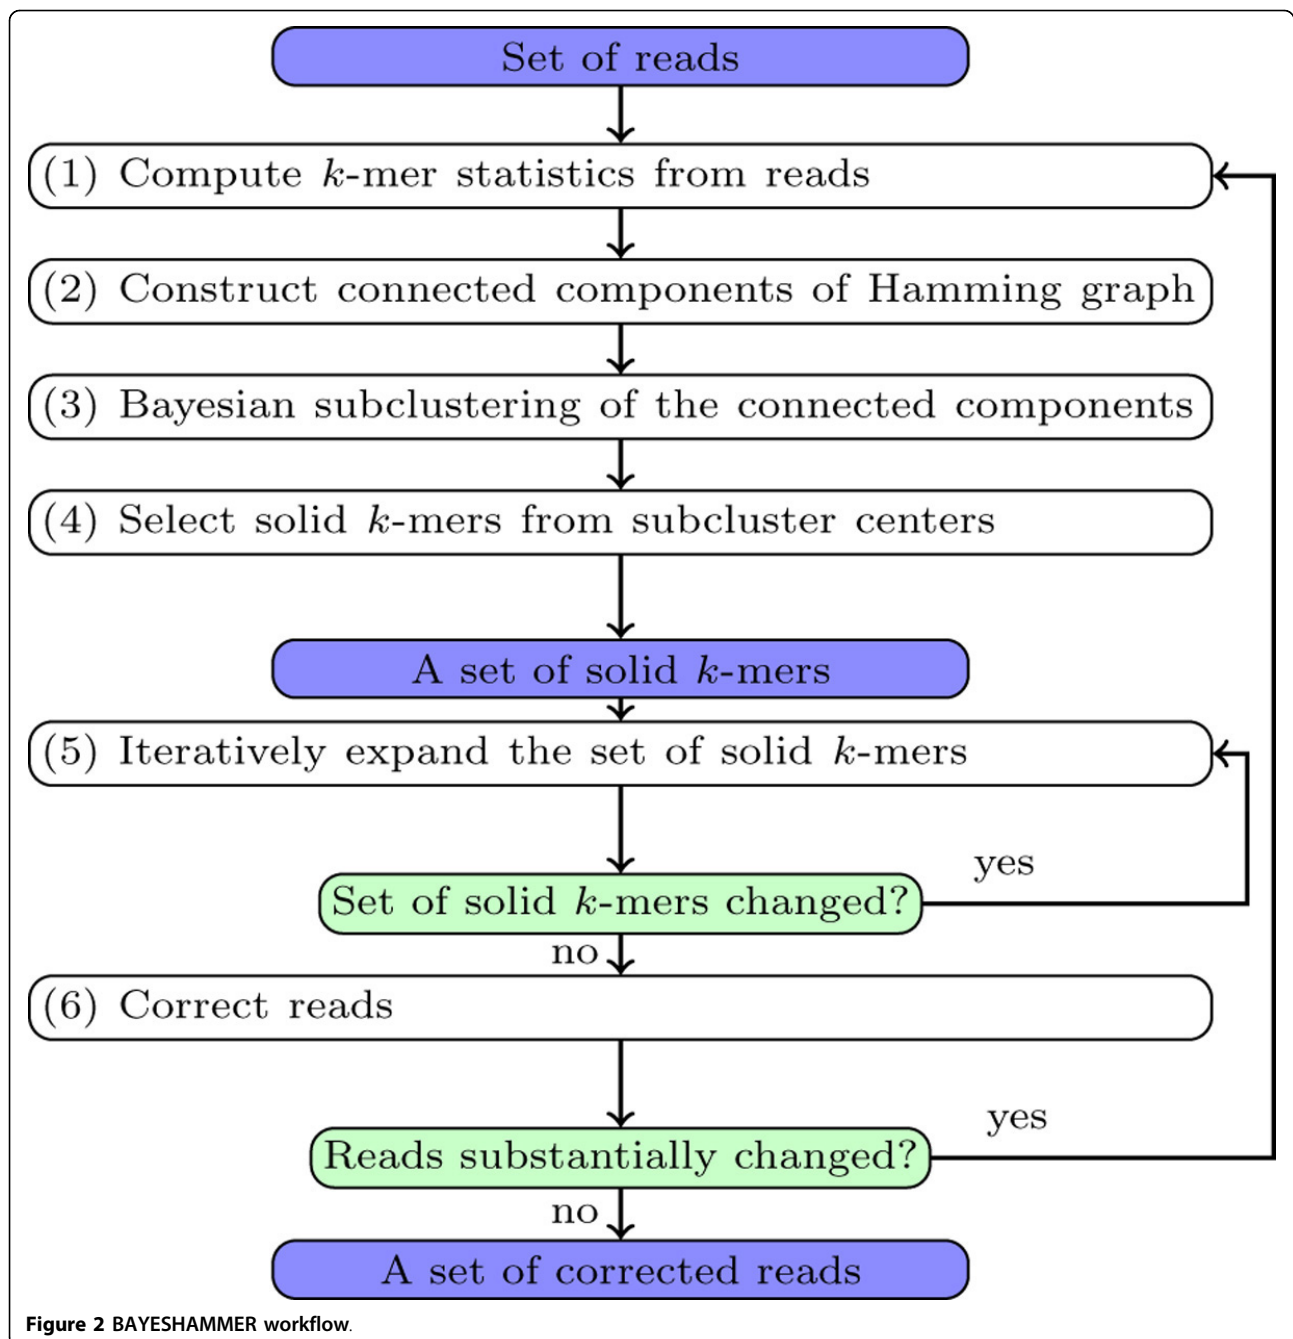 Set of reads
(1) Compute k-mer statistics from reads
(2) Construct connected components of Hamming graph
(3) Bayesian subclustering of the connected components
(4) Select solid k-mers from subcluster centers
A set of solid k-mers
(5) Iteratively expand the set of solid k-mers
yes
Set of solid k-mers changed?
no
(6) Correct reads
yes
Reads substantially changed?
no
A set of corrected reads
Figure 2 BAYESHAMMER workflow.